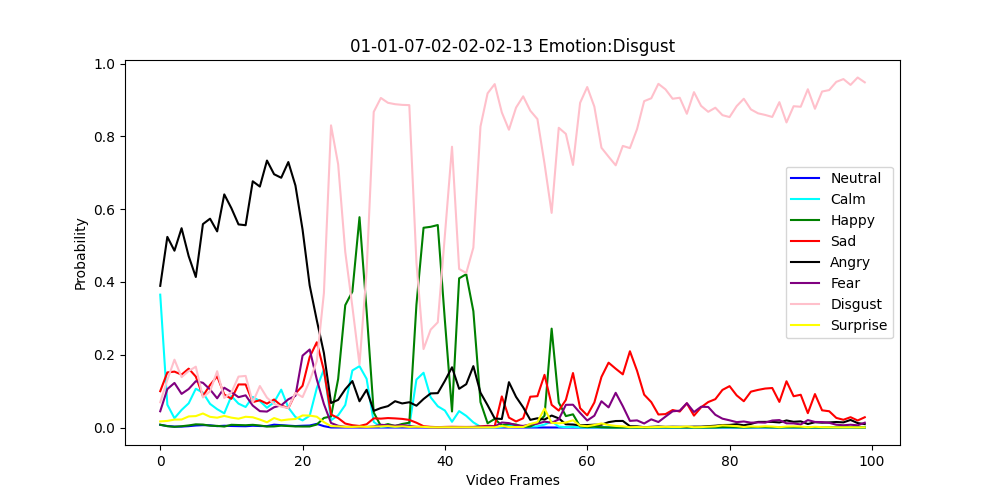 01-01-07-02-02-02-13 Emotion:Disgust
1.0
0.8
0.6
0.4
0.2
0.0
Probability
0
20
40
60
80
100
Video Frames
Neutral
Calm
Happy
Sad
Angry
Fear
Disgust
Surprise